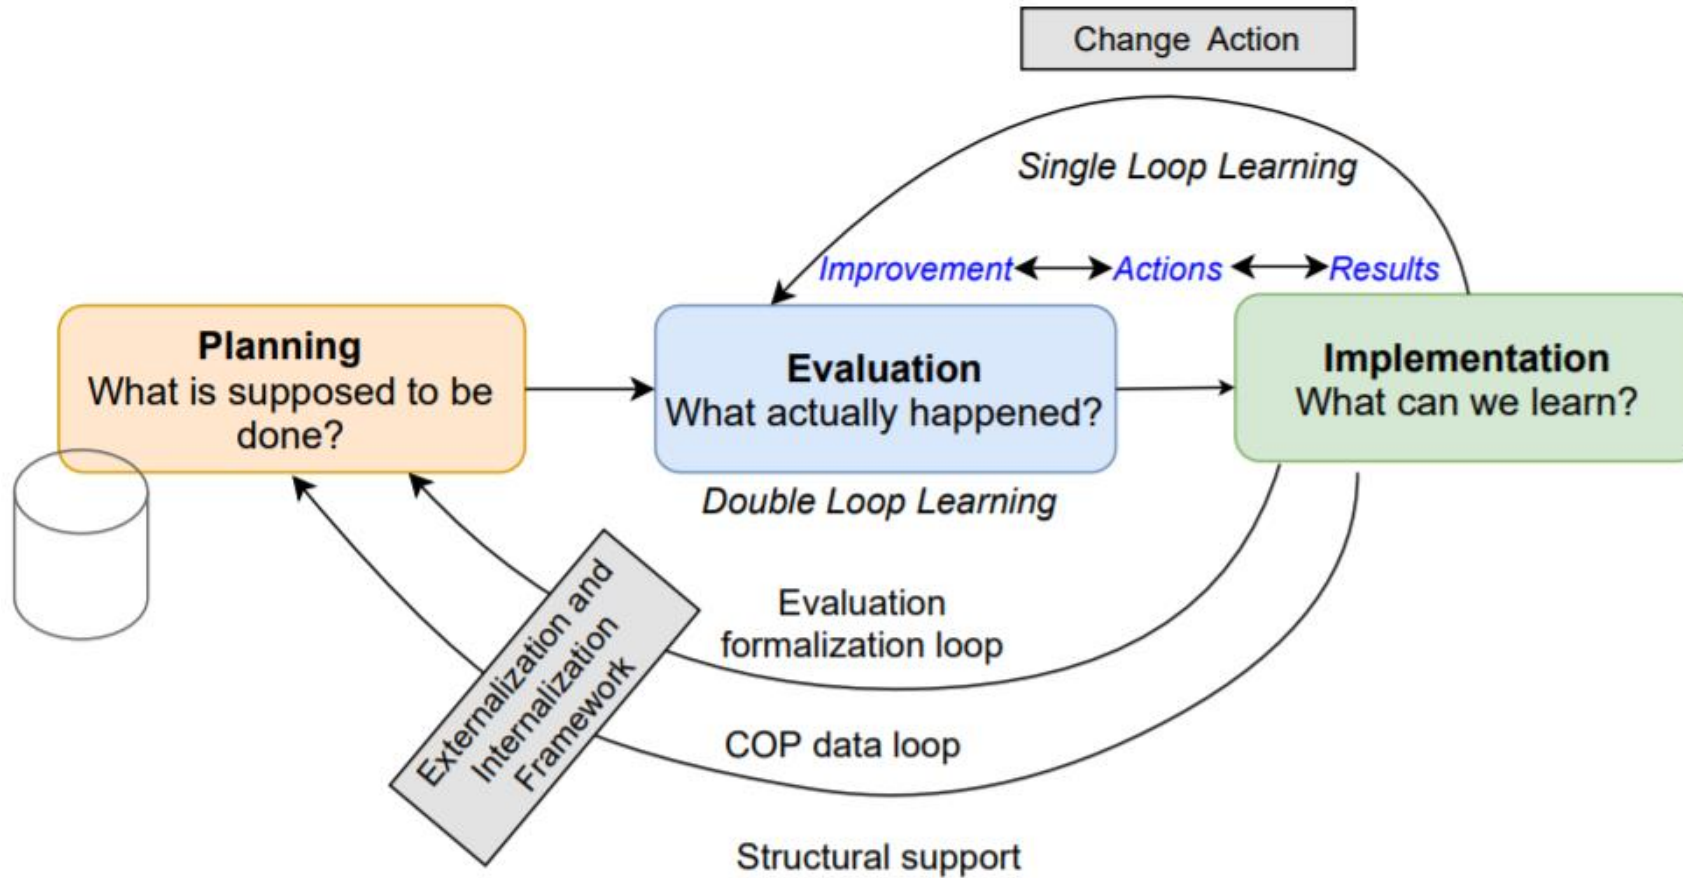 Change Action
Single Loop Learning
Improvement Actions Results
Planning
What is supposed to be
done?
Evaluation
What actually happened?
Implementation
What can we learn?
Double Loop Learning
Externalization and
Internalization
Framework
Evaluation
formalization loop
COP data loop
Structural support